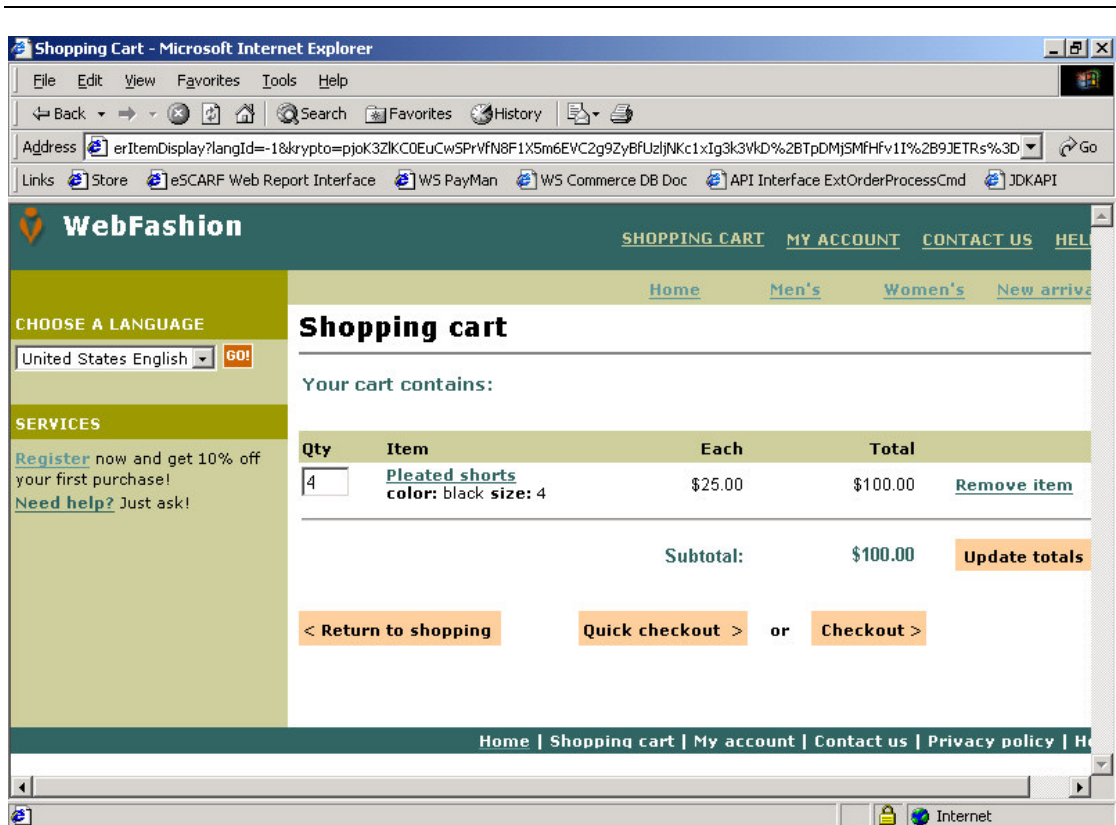 Shopping Cart - Microsoft Internet Explorer
File Edit View Favorites Tools Help
Back Search Favorites History
Address erItemDisplay?langId=-1&krypto=pjoK3ZlKC0EuCwSPrVfN8F1X5m6EVC2g9ZyBfUzljNKc1xIg3k3VkD%2BTpDMjSMfHfv1I%2B9JETRs%3D Go
Links Store eSCARF Web Report Interface WS PayMan WS Commerce DB Doc API Interface ExtOrderProcessCmd JDKAPI
WebFashion
SHOPPING CART MY ACCOUNT CONTACT US HEL
Home Men's Women's New arriva
CHOOSE A LANGUAGE
United States English GO!
SERVICES
Register now and get 10% off
your first purchase!
Need help? Just ask!
Shopping cart
Your cart contains:
Qty Item Each Total
4 Pleated shorts $25.00 $100.00 Remove item
color: black size: 4
Subtotal: $100.00 Update totals
< Return to shopping Quick checkout > or Checkout >
Home | Shopping cart | My account | Contact us | Privacy policy | He
Internet